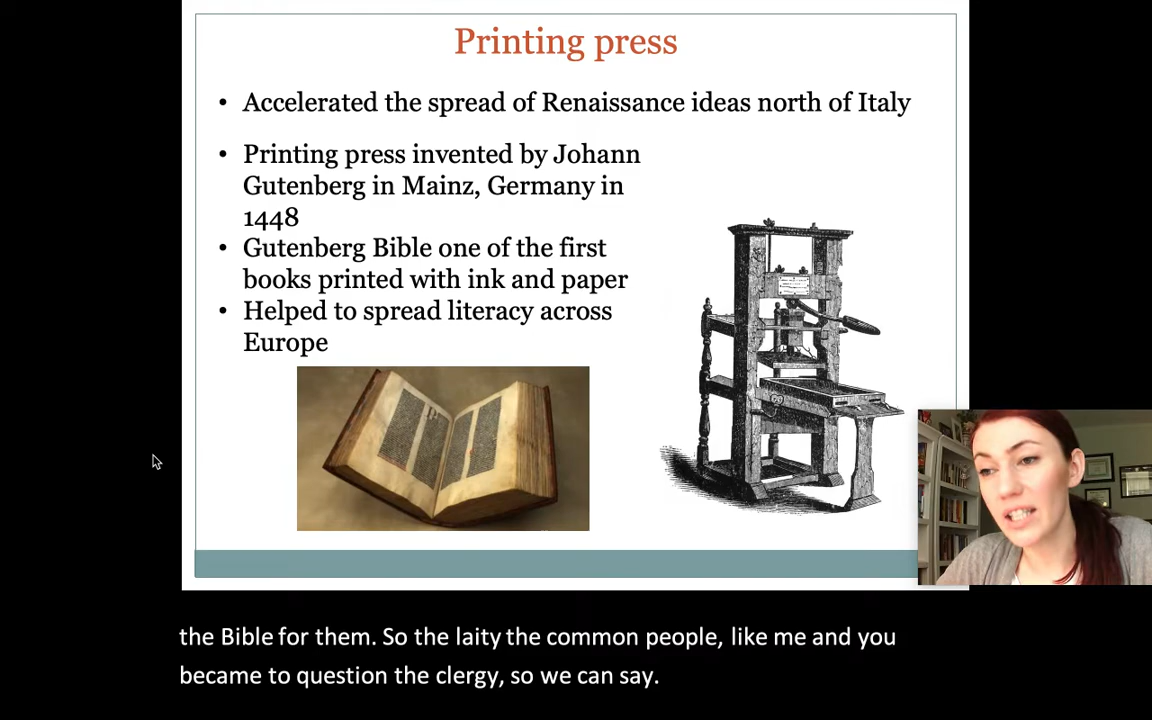 Printing press
• Accelerated the spread of Renaissance ideas north of Italy
• Printing press invented by Johann
Gutenberg in Mainz, Germany in
1448
• Gutenberg Bible one of the first
books printed with ink and paper
• Helped to spread literacy across
Europe
the Bible for them. So the laity the common people, like me and you
became to question the clergy, so we can say.